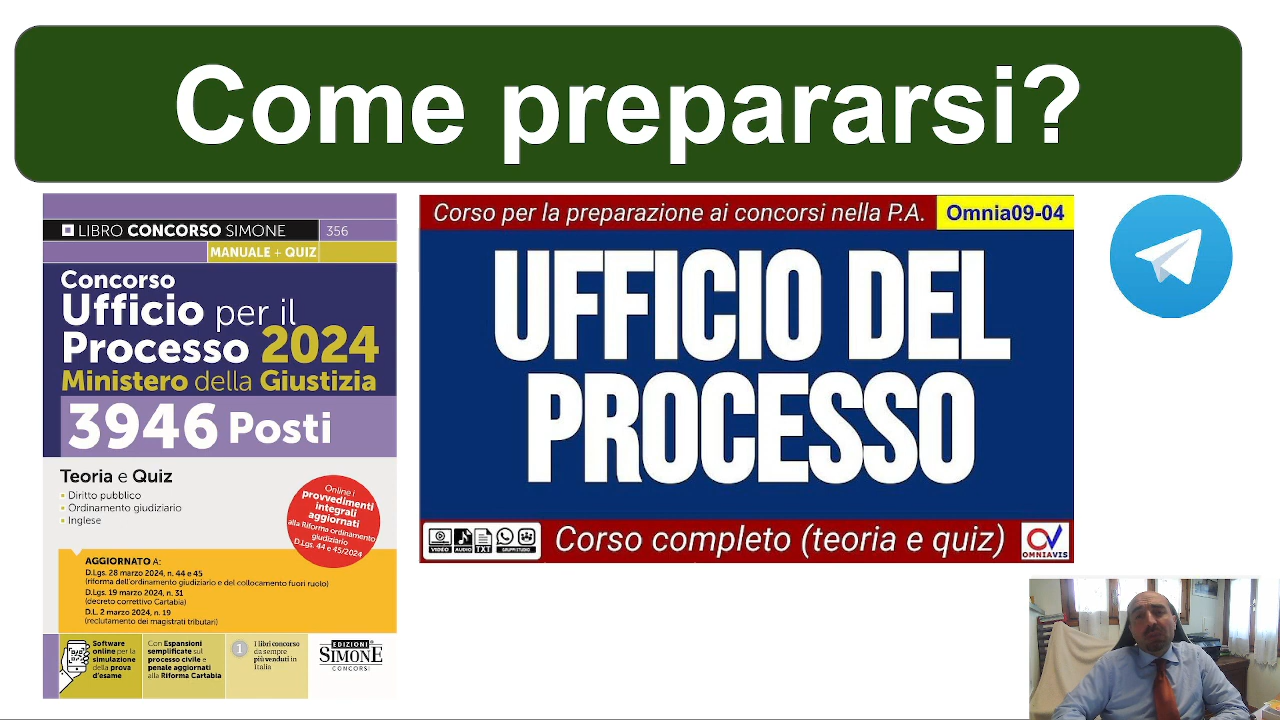 Come prepararsi?
LIBRO CONCORSO SIMONE 356
MANUALE + QUIZ
Concorso
Ufficio per il
Processo 2024
Ministero della Giustizia
3946 Posti
Teoria e Quiz
Diritto pubblico
Ordinamento giudiziario
Inglese
Online i
provvedimenti
integrali
aggiornati
alla Riforma ordinamento
giudiziario
D.Lgs. 44 e 45/2024
AGGIORNATO A:
D.Lgs. 28 marzo 2024, n. 44 e 45
(riforma dell'ordinamento giudiziario e del collocamento fuori ruolo)
D.Lgs. 19 marzo 2024, n. 31
(decreto correttivo Cartabia)
D.L. 2 marzo 2024, n. 19
(reclutamento dei magistrati tributari)
Software
online per la
simulazione
della prova
d'esame
Con Espansioni
semplificate sul
processo civile e
penale aggiornati
alla Riforma Cartabia
1
I libri concorso
da sempre
più venduti in
Italia
EDIZIONI
SIMONE
CONCORSI
Corso per la preparazione ai concorsi nella P.A. Omnia09-04
UFFICIO DEL
PROCESSO
VIDEO AUDIO TXT GRUPPI STUDIO
Corso completo (teoria e quiz)
OMNIAVIS